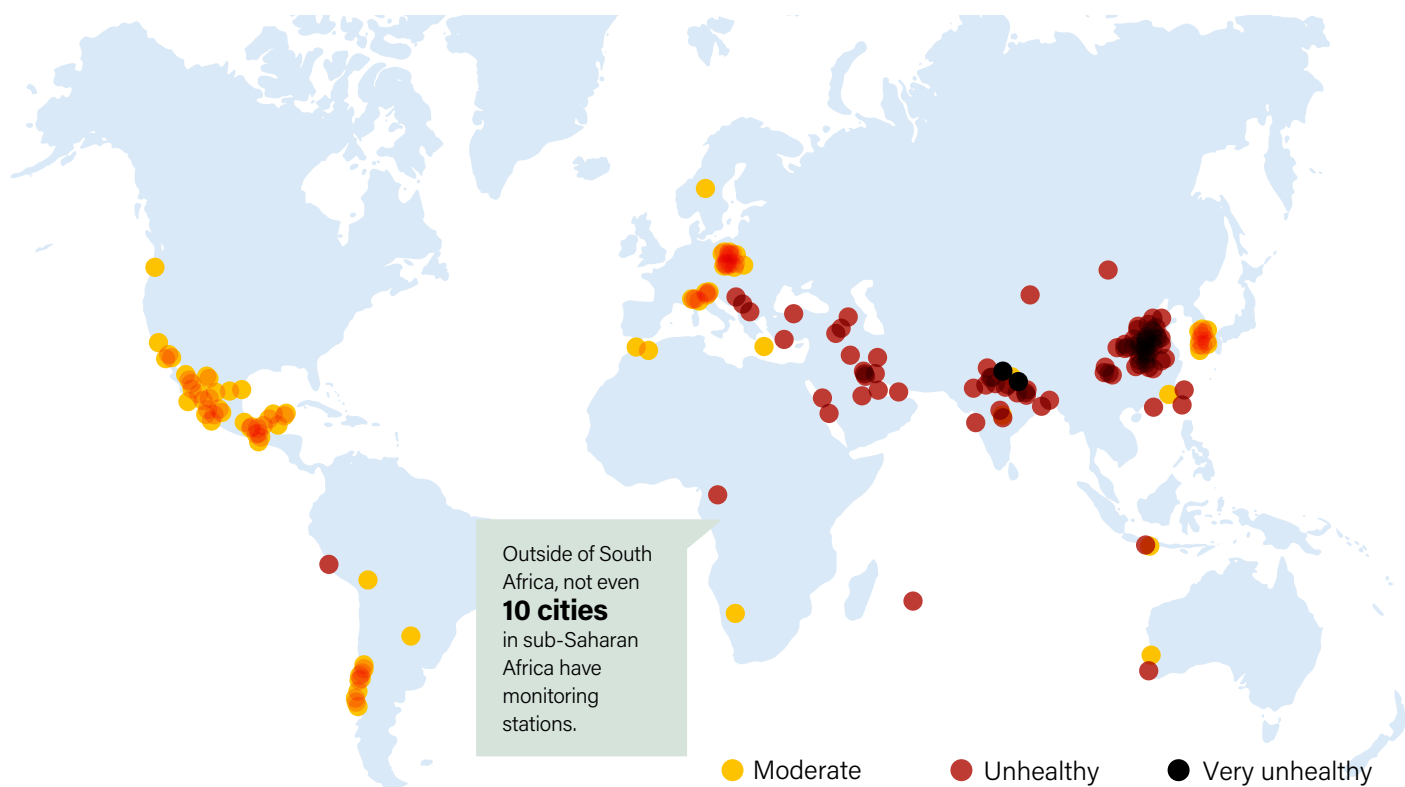 Outside of South
Africa, not even
10 cities
in sub-Saharan
Africa have
monitoring
stations.
Moderate
Unhealthy
Very unhealthy